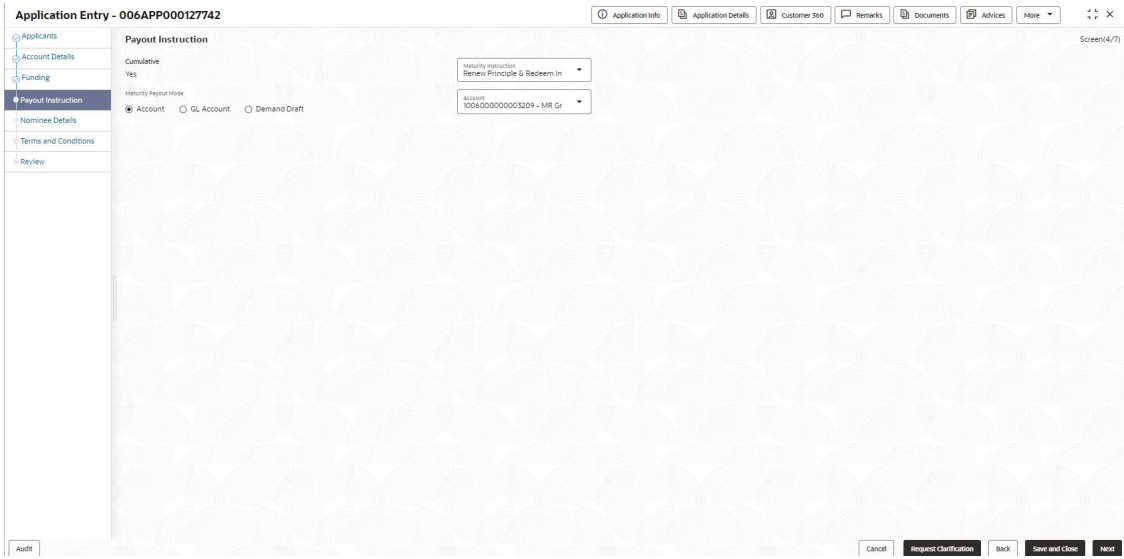 Application Entry - 006APP000127742
Application Info
Application Details
Customer 360
Remarks
Documents
Advices
More
Applicants
Account Details
Funding
Payout Instruction
Nominee Details
Terms and Conditions
Review
Payout Instruction
Screen(4/7)
Cumulative
Yes
Maturity Instruction
Renew Principle & Redeem In
Maturity Payout Mode
Account
GL Account
Demand Draft
Account
1006000000003209 - MR Gr
Audit
Cancel
Request Clarification
Back
Save and Close
Next